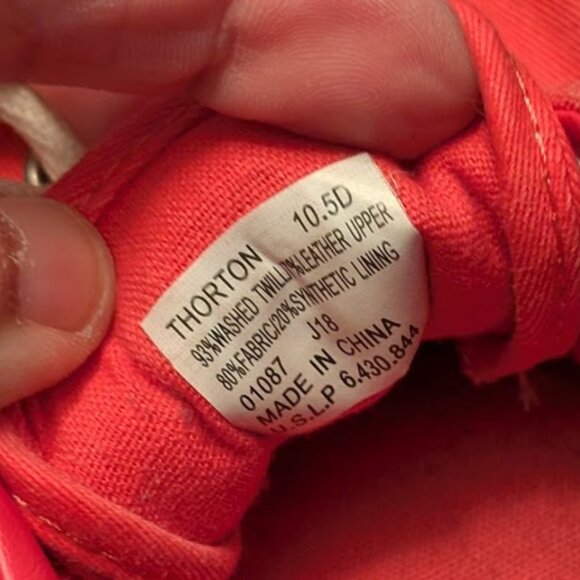 THORTON 10.5D
93%WASHED TWILL/7%LEATHER UPPER
80%FABRIC/20%SYNTHETIC LINING
01087 J18
MADE IN CHINA
U.S.L.P 6.430.844